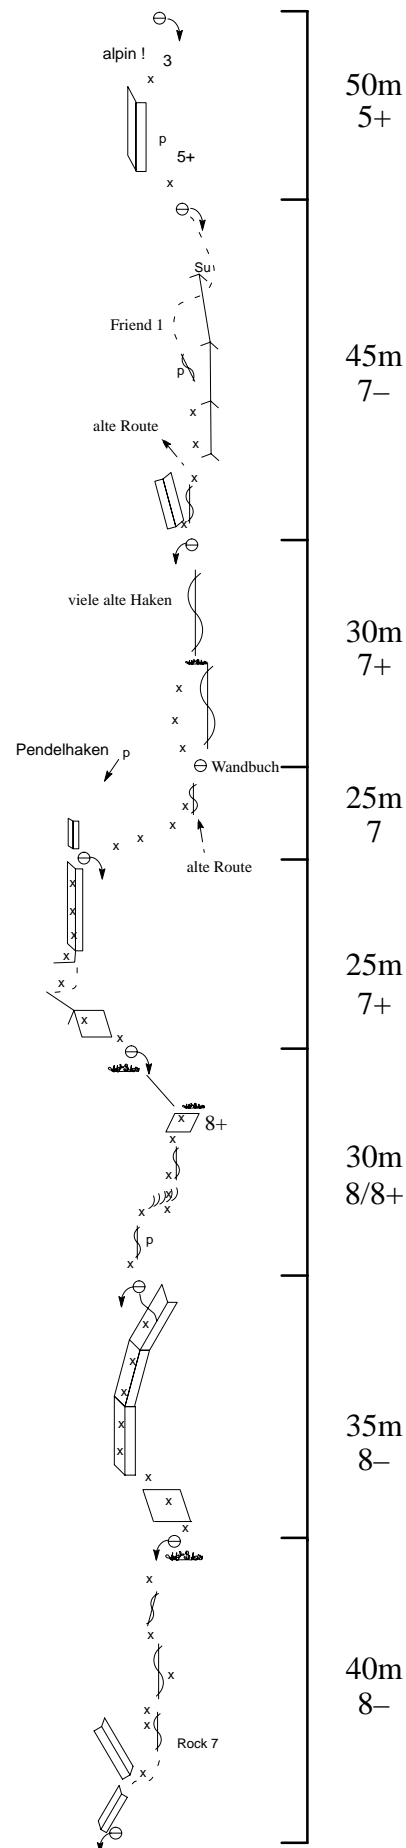 alpin !
3
50m
5+
p
5+
Su
Friend 1
45m
7–
p
alte Route
viele alte Haken
30m
7+
Pendelhaken
p
Wandbuch
25m
7
alte Route
25m
7+
8+
30m
8/8+
p
35m
8–
40m
8–
Rock 7